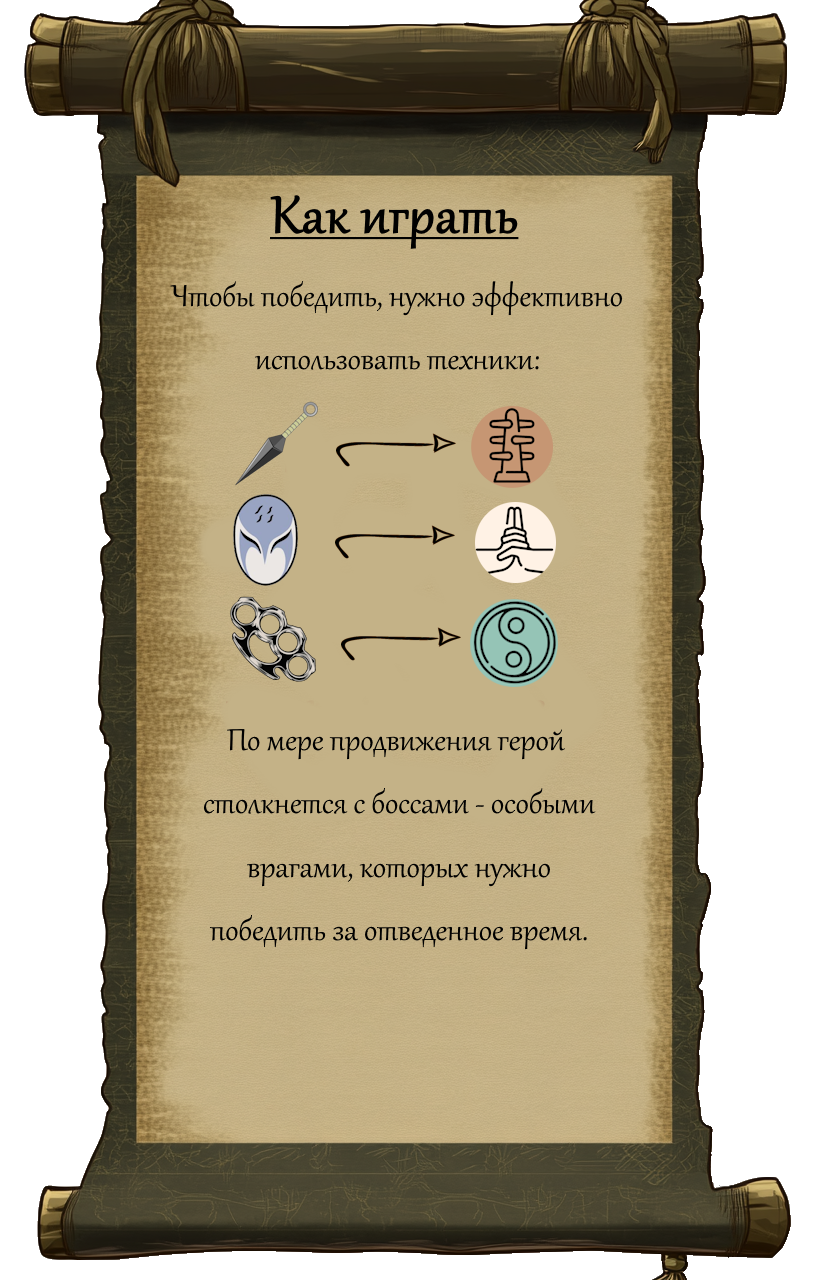 Как играть
Чтобы победить, нужно эффективно
использовать техники:
По мере продвижения герой
столкнется с боссами - особыми
врагами, которых нужно
победить за отведенное время.